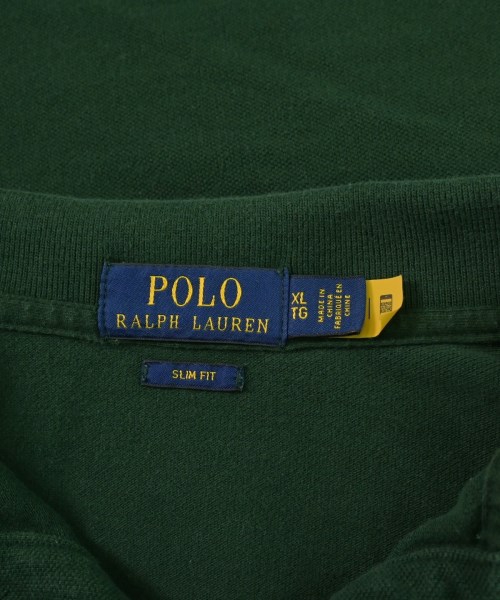 POLO
RALPH LAUREN
XL
TG
MADE IN
CHINA
FABRIQUÉ EN
CHINE
SLIM FIT